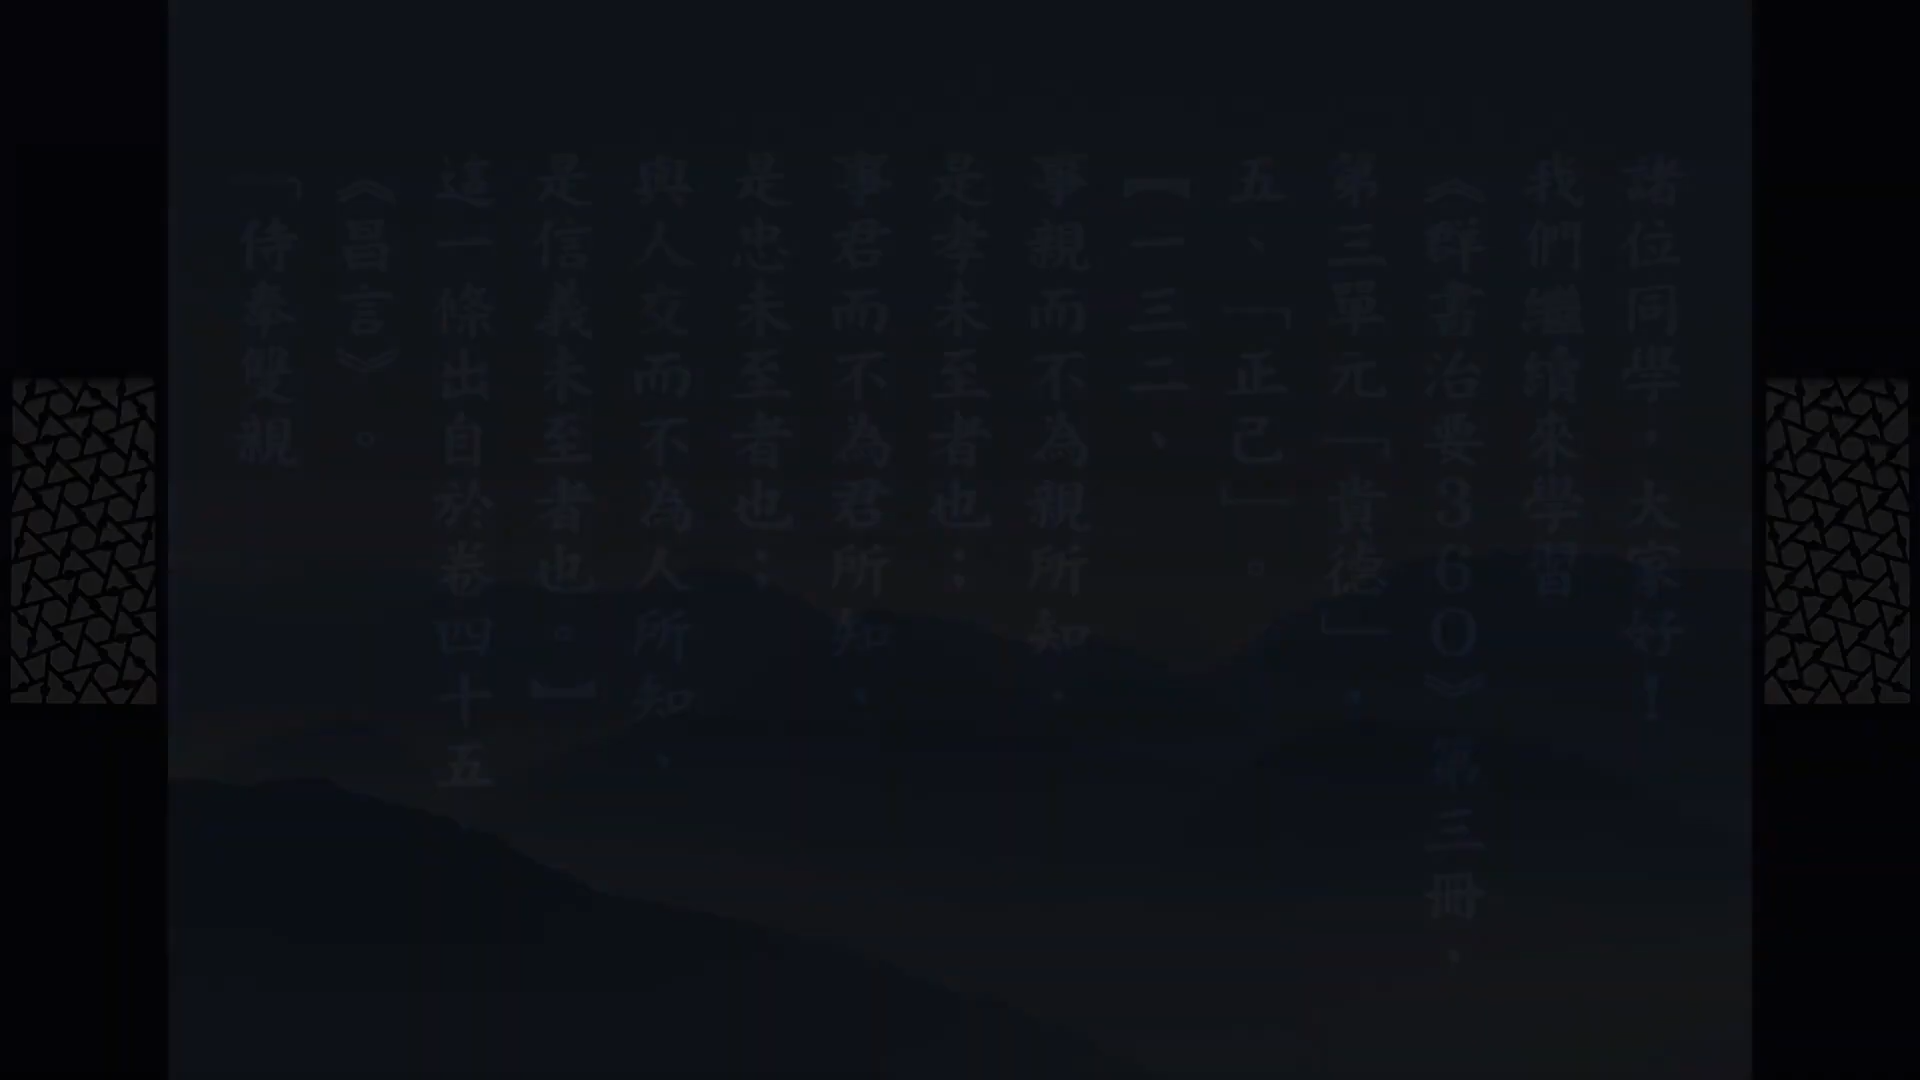 諸位同學，大家好！
我們繼續來學習
《群書治要360》第三冊，
第三單元「貴德」，
五、「正己」。
【一三二、
事親而不為親所知，
是孝未至者也；
事君而不為君所知，
是忠未至者也；
與人交而不為人所知，
是信義未至者也。】
這一條出自於卷四十五
《昌言》。
「侍奉雙親